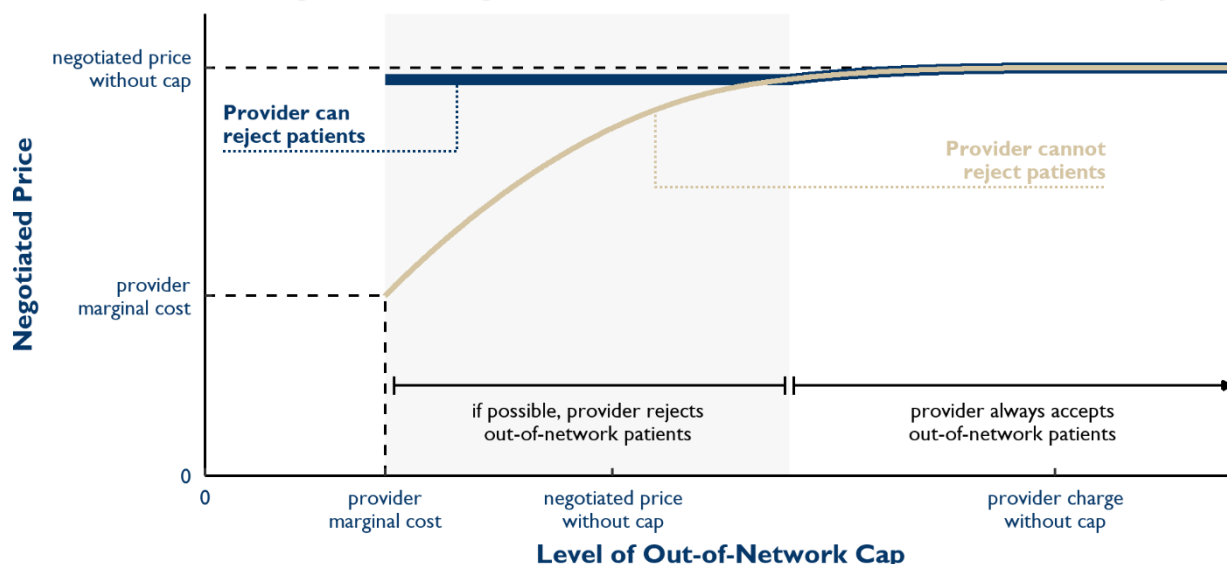 negotiated price
without cap
Provider can
reject patients
Provider cannot
reject patients
Negotiated Price
provider
marginal cost
if possible, provider rejects
out-of-network patients
provider always accepts
out-of-network patients
0
0
provider
marginal cost
negotiated price
without cap
provider charge
without cap
Level of Out-of-Network Cap